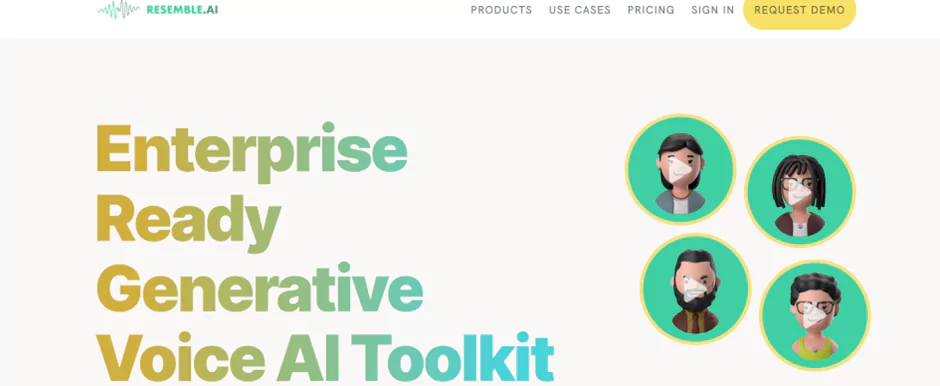 RESEMBLE.AI
PRODUCTS USE CASES PRICING SIGN IN REQUEST DEMO
Enterprise
Ready
Generative
Voice AI Toolkit